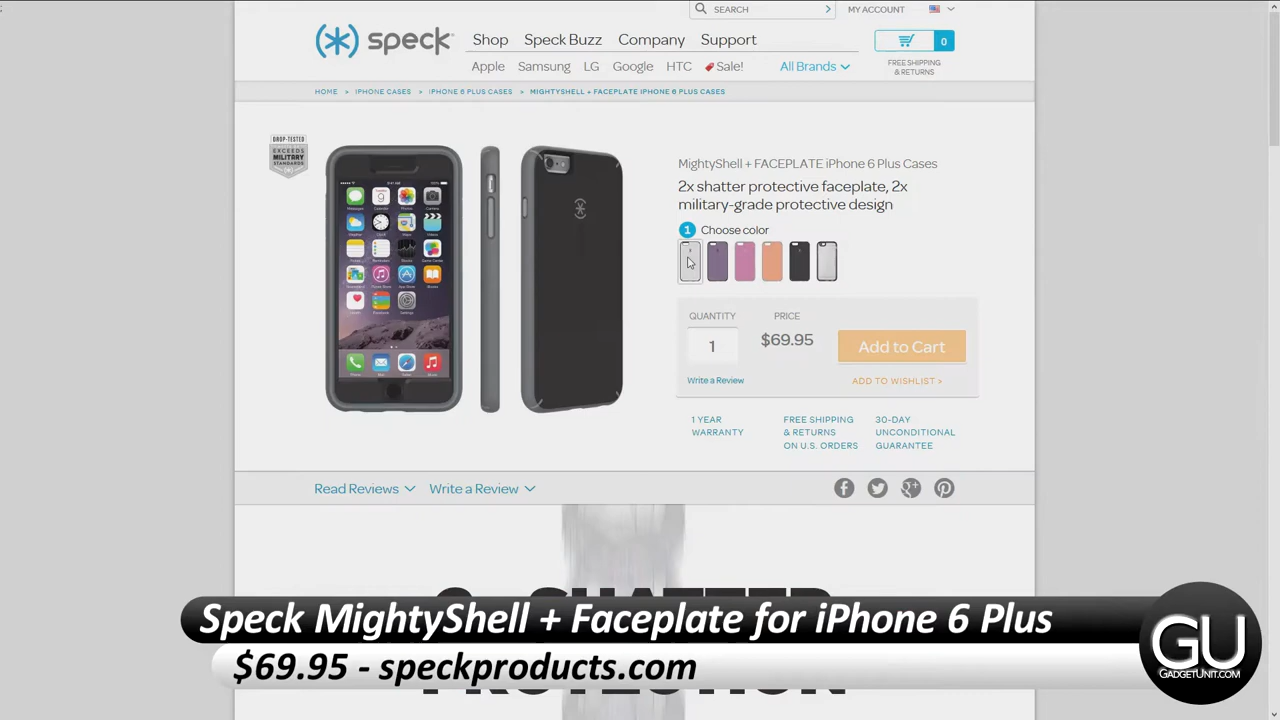 SEARCH
MY ACCOUNT
speck
Shop Speck Buzz Company Support
0
Apple Samsung LG Google HTC Sale! All Brands
FREE SHIPPING
& RETURNS
HOME > IPHONE CASES > IPHONE 6 PLUS CASES > MIGHTYSHELL + FACEPLATE IPHONE 6 PLUS CASES
DROP-TESTED
EXCEEDS
MILITARY
STANDARDS
MightyShell + FACEPLATE iPhone 6 Plus Cases
2x shatter protective faceplate, 2x
military-grade protective design
1 Choose color
QUANTITY PRICE
1 $69.95 Add to Cart
Write a Review ADD TO WISHLIST >
1 YEAR
WARRANTY
FREE SHIPPING
& RETURNS
ON U.S. ORDERS
30-DAY
UNCONDITIONAL
GUARANTEE
Read Reviews Write a Review
Speck MightyShell + Faceplate for iPhone 6 Plus
$69.95 - speckproducts.com
GU
GADGETUNIT.COM